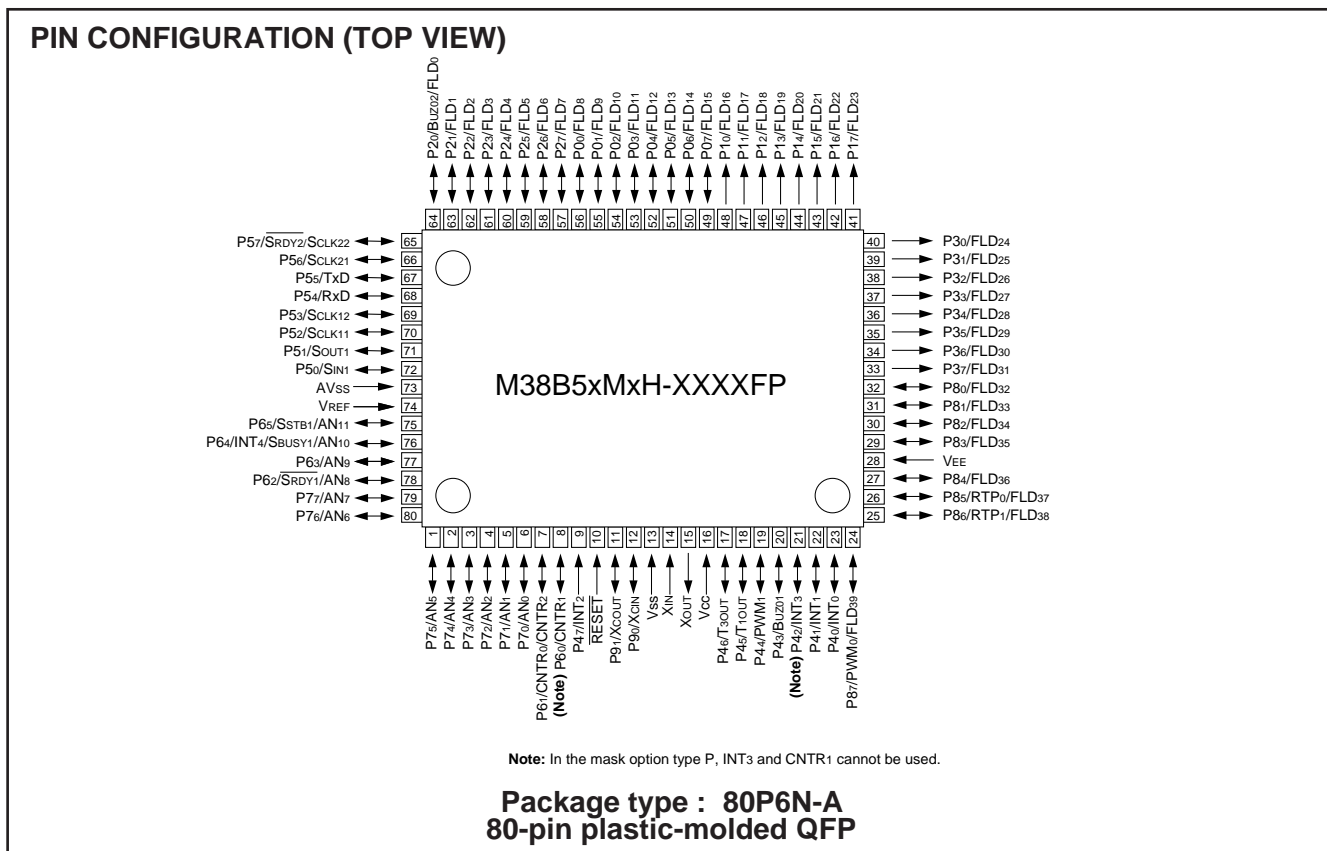 PIN CONFIGURATION (TOP VIEW)
P20/BUZ02/FLD0
P21/FLD1
P22/FLD2
P23/FLD3
P24/FLD4
P25/FLD5
P26/FLD6
P27/FLD7
P00/FLD8
P01/FLD9
P02/FLD10
P03/FLD11
P04/FLD12
P05/FLD13
P06/FLD14
P07/FLD15
P10/FLD16
P11/FLD17
P12/FLD18
P13/FLD19
P14/FLD20
P15/FLD21
P16/FLD22
P17/FLD23
64 63 62 61 60 59 58 57 56 55 54 53 52 51 50 49 48 47 46 45 44 43 42 41
P57/SRDY2/SCLK22 65
P56/SCLK21 66
P55/TxD 67
P54/RxD 68
P53/SCLK12 69
P52/SCLK11 70
P51/SOUT1 71
P50/SIN1 72
AVSS 73
VREF 74
P65/SSTB1/AN11 75
P64/INT4/SBUSY1/AN10 76
P63/AN9 77
P62/SRDY1/AN8 78
P77/AN7 79
P76/AN6 80
M38B5xMxH-XXXXFP
40 P30/FLD24
39 P31/FLD25
38 P32/FLD26
37 P33/FLD27
36 P34/FLD28
35 P35/FLD29
34 P36/FLD30
33 P37/FLD31
32 P80/FLD32
31 P81/FLD33
30 P82/FLD34
29 P83/FLD35
28 VEE
27 P84/FLD36
26 P85/RTP0/FLD37
25 P86/RTP1/FLD38
1 2 3 4 5 6 7 8 9 10 11 12 13 14 15 16 17 18 19 20 21 22 23 24
P75/AN5
P74/AN4
P73/AN3
P72/AN2
P71/AN1
P70/AN0
P61/CNTR0/CNTR2
(Note) P60/CNTR1
P47/INT2
RESET
P91/XCOUT
P90/XCIN
VSS
XIN
XOUT
VCC
P46/T3OUT
P45/T1OUT
P44/PWM1
P43/BUZ01
(Note) P42/INT3
P41/INT1
P40/INT0
P87/PWM0/FLD39
Note: In the mask option type P, INT3 and CNTR1 cannot be used.
Package type : 80P6N-A
80-pin plastic-molded QFP